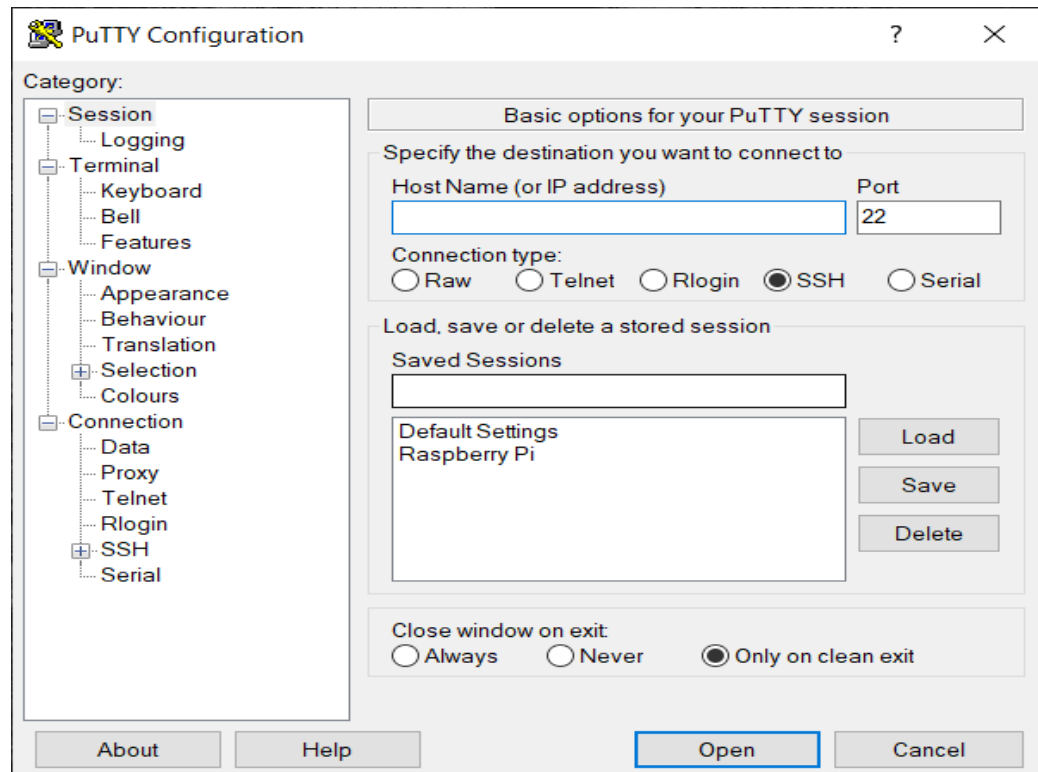 PuTTY Configuration
?
Category:
Session
Logging
Terminal
Keyboard
Bell
Features
Window
Appearance
Behaviour
Translation
Selection
Colours
Connection
Data
Proxy
Telnet
Rlogin
SSH
Serial
Basic options for your PuTTY session
Specify the destination you want to connect to
Host Name (or IP address) Port
22
Connection type:
Raw Telnet Rlogin SSH Serial
Load, save or delete a stored session
Saved Sessions
Default Settings
Raspberry Pi
Load
Save
Delete
Close window on exit:
Always Never Only on clean exit
About Help Open Cancel